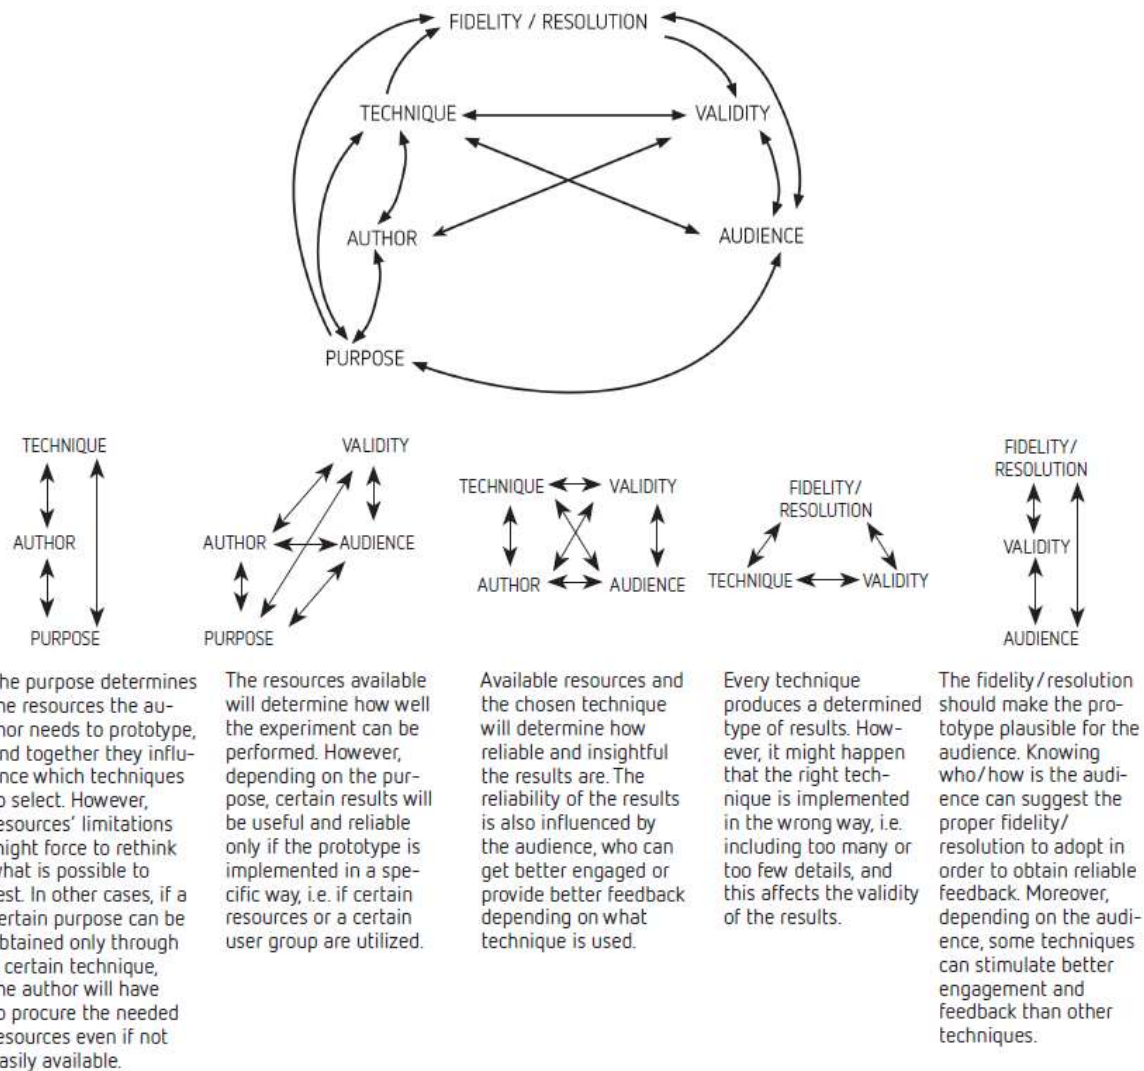 FIDELITY / RESOLUTION
TECHNIQUE
VALIDITY
AUTHOR
AUDIENCE
PURPOSE
TECHNIQUE
AUTHOR
PURPOSE
VALIDITY
AUTHOR
AUDIENCE
PURPOSE
TECHNIQUE
VALIDITY
AUTHOR
AUDIENCE
FIDELITY/
RESOLUTION
TECHNIQUE
VALIDITY
FIDELITY/
RESOLUTION
VALIDITY
AUDIENCE
he purpose determines
he resources the au-
hor needs to prototype,
nd together they influ-
nce which techniques
o select. However,
esources' limitations
might force to rethink
what is possible to
est. In other cases, if a
ertain purpose can be
btained only through
certain technique,
he author will have
o procure the needed
esources even if not
easily available.
The resources available
will determine how well
the experiment can be
performed. However,
depending on the pur-
pose, certain results will
be useful and reliable
only if the prototype is
implemented in a spe-
cific way, i.e. if certain
resources or a certain
user group are utilized.
Available resources and
the chosen technique
will determine how
reliable and insightful
the results are. The
reliability of the results
is also influenced by
the audience, who can
get better engaged or
provide better feedback
depending on what
technique is used.
Every technique
produces a determined
type of results. How-
ever, it might happen
that the right tech-
nique is implemented
in the wrong way, i.e.
including too many or
too few details, and
this affects the validity
of the results.
The fidelity/resolution
should make the pro-
totype plausible for the
audience. Knowing
who/how is the audi-
ence can suggest the
proper fidelity/
resolution to adopt in
order to obtain reliable
feedback. Moreover,
depending on the audi-
ence, some techniques
can stimulate better
engagement and
feedback than other
techniques.